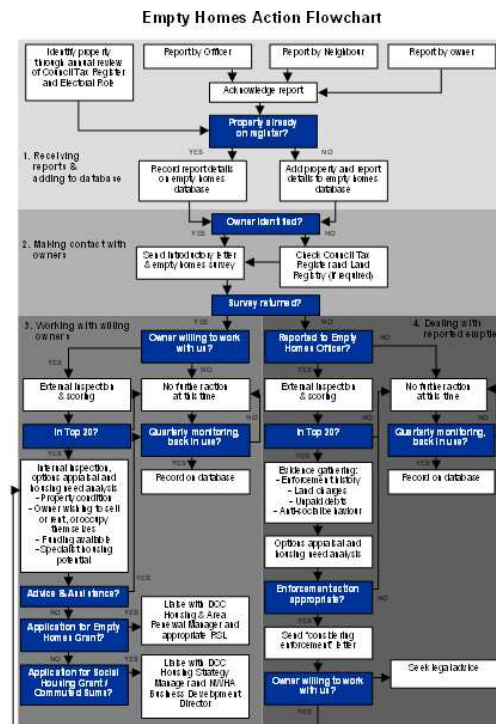 Empty Homes Action Flowchart
Identify property
through annual review
of Council Tax Register
and Electoral Role
Report by Officer
Report by Neighbour
Report by owner
Acknowledge report
Property already
on register?
YES
NO
1. Receiving
reports &
adding to database
Record report details
on empty homes
database
Add property and report
details to empty homes
database
Owner identified?
YES
NO
2. Making contact with
owners
Send introductory letter
& empty homes survey
Check Council Tax
Register and Land
Registry (if required)
Survey returned?
YES
NO
3. Working with willing
owners
4. Dealing with
reported empties
Owner willing to work
with us?
Reported to Empty
Homes Officer?
NO
YES
NO
YES
NO
External inspection
& scoring
No further action
at this time
External inspection
& scoring
No further action
at this time
NO
NO
In Top 20?
Quarterly monitoring,
back in use?
In Top 20?
Quarterly monitoring,
back in use?
YES
YES
YES
YES
Internal inspection,
options appraisal and
housing need analysis
- Property condition
- Owner wishing to sell
or rent, or occupy
themselves
- Funding available
- Specialist housing
potential
Record on database
Evidence gathering:
- Enforcement history
- Land charges
- Unpaid debts
- Anti-social behaviour
Record on database
Options appraisal and
housing need analysis
YES
Advice & Assistance?
Enforcement action
appropriate?
NO
NO
YES
Application for Empty
Homes Grant?
Liaise with DCC
Housing & Area
Renewal Manager and
appropriate RSL
YES
Send "considering
enforcement" letter
NO
YES
Application for Social
Housing Grant /
Commuted Sums?
Liaise with DCC
Housing Strategy
Manager and NWHA
Business Development
Director
Seek legal advice
Owner willing to work
with us?
NO
YES